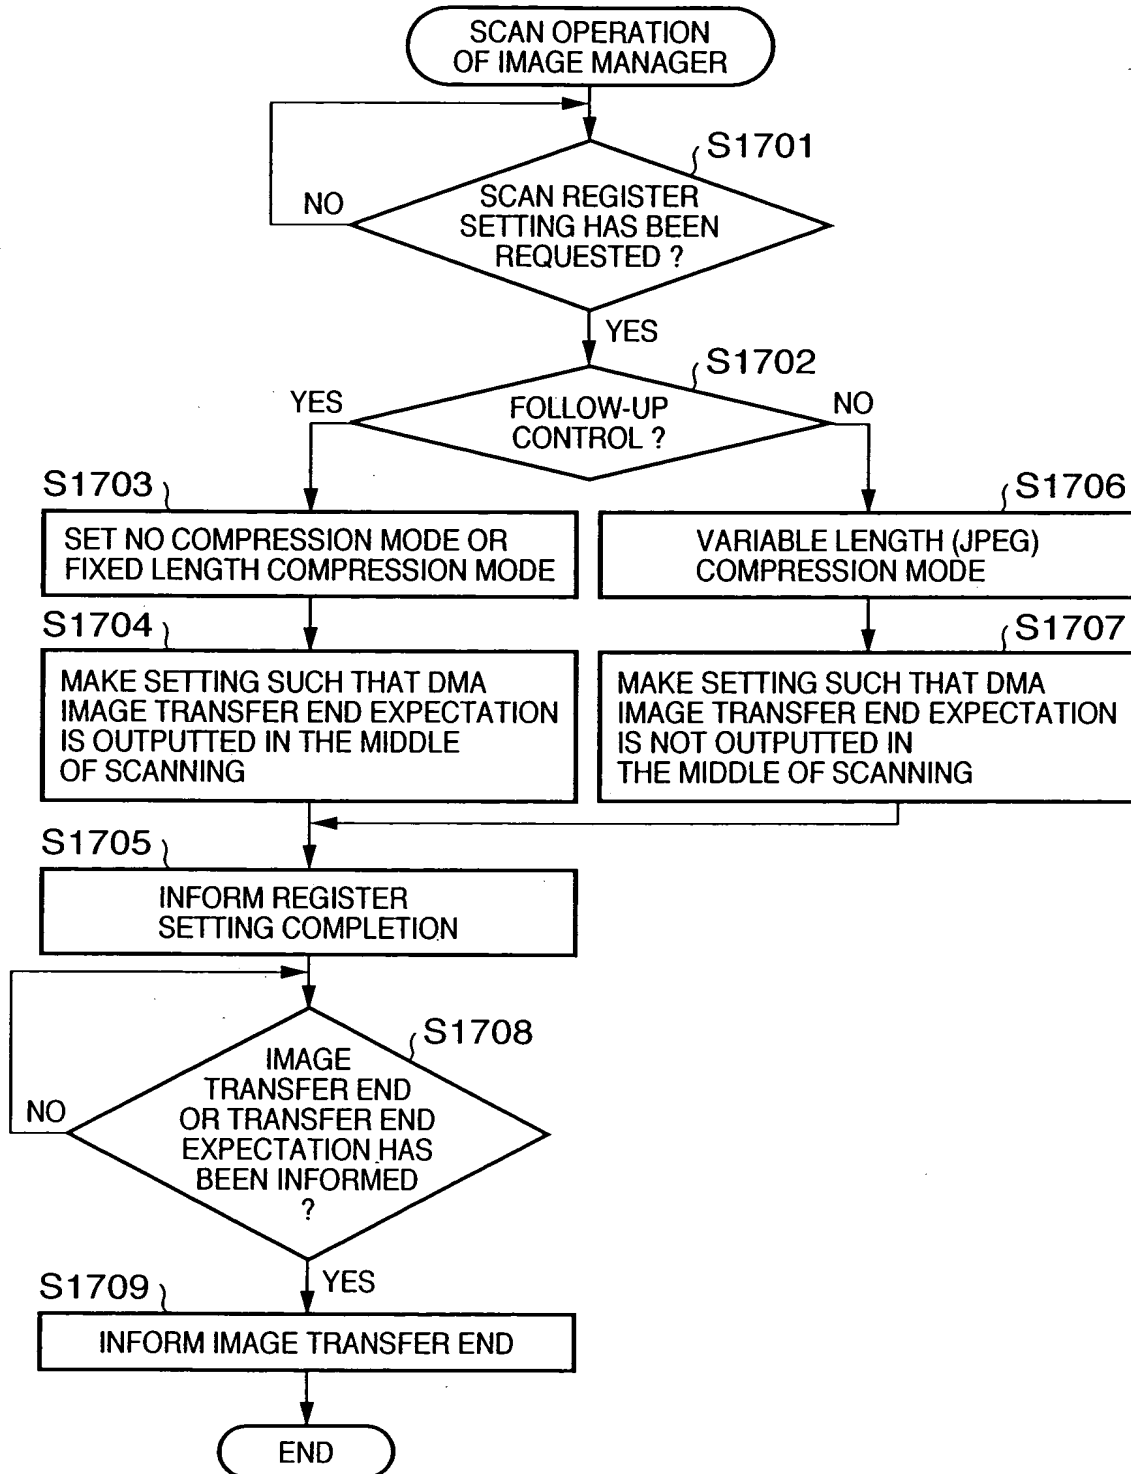 SCAN OPERATION
OF IMAGE MANAGER
S1701
SCAN REGISTER
SETTING HAS BEEN
REQUESTED ?
NO
YES
S1702
FOLLOW-UP
CONTROL ?
YES
NO
S1703
SET NO COMPRESSION MODE OR
FIXED LENGTH COMPRESSION MODE
S1706
VARIABLE LENGTH (JPEG)
COMPRESSION MODE
S1704
MAKE SETTING SUCH THAT DMA
IMAGE TRANSFER END EXPECTATION
IS OUTPUTTED IN THE MIDDLE
OF SCANNING
S1707
MAKE SETTING SUCH THAT DMA
IMAGE TRANSFER END EXPECTATION
IS NOT OUTPUTTED IN
THE MIDDLE OF SCANNING
S1705
INFORM REGISTER
SETTING COMPLETION
S1708
IMAGE
TRANSFER END
OR TRANSFER END
EXPECTATION HAS
BEEN INFORMED
?
NO
YES
S1709
INFORM IMAGE TRANSFER END
END